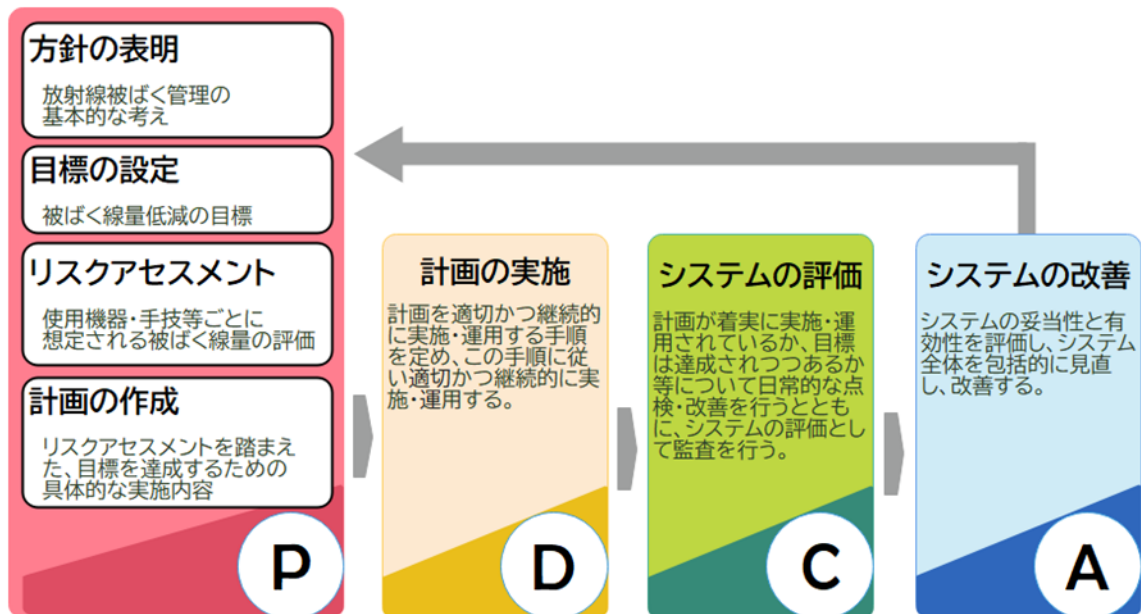 方針の表明
放射線被ばく管理の
基本的な考え
目標の設定
被ばく線量低減の目標
リスクアセスメント
使用機器・手技等ごとに
想定される被ばく線量の評価
計画の作成
リスクアセスメントを踏まえ
た、目標を達成するための
具体的な実施内容
P
計画の実施
計画を適切かつ継続的
に実施・運用する手順
を定め、この手順に従
い適切かつ継続的に実
施・運用する。
D
システムの評価
計画が着実に実施・運
用されているか、目標
は達成されつつあるか
等について日常的な点
検・改善を行うととも
に、システムの評価とし
て監査を行う。
C
システムの改善
システムの妥当性と有
効性を評価し、システム
全体を包括的に見直
し、改善する。
A